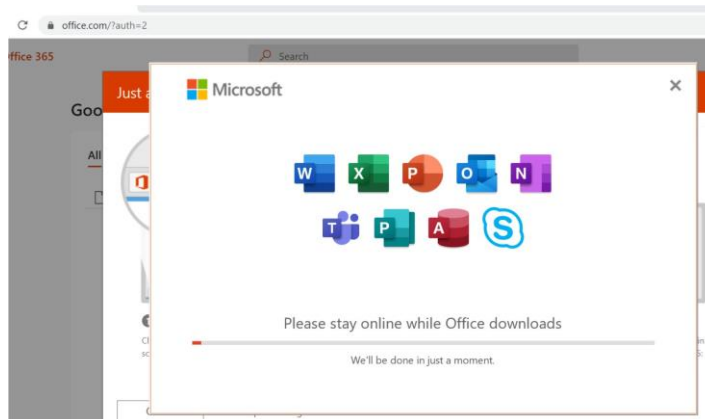 office.com/?auth=2
ffice 365
Search
Just a
Goo
All
Microsoft
W X P O N
T P A S
Please stay online while Office downloads
We'll be done in just a moment.